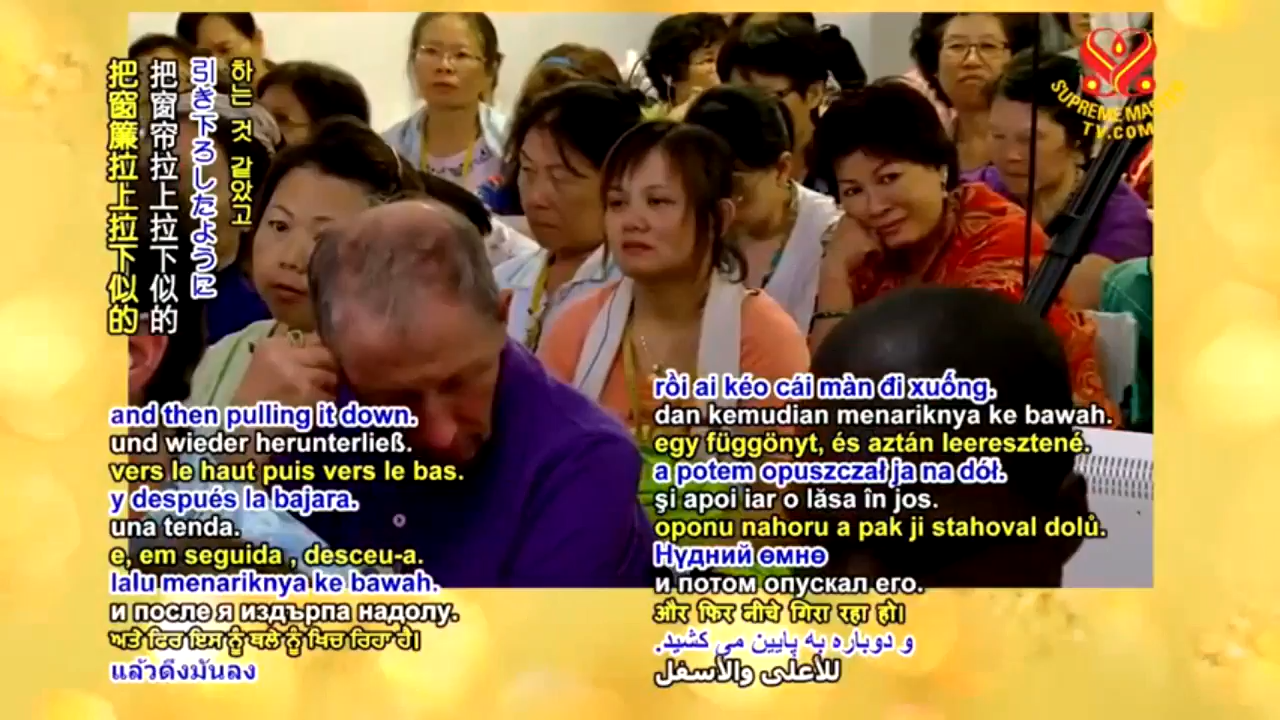 하는 것 같았고
引き下ろしたように
把窗帘拉上拉下似的
把窗簾拉上拉下似的
SUPREME MASTER
TV.COM
and then pulling it down.
und wieder herunterließ.
vers le haut puis vers le bas.
y después la bajara.
una tenda.
e, em seguida , desceu-a.
lalu menariknya ke bawah.
и после я издърпа надолу.
ਅਤੇ ਫਿਰ ਇਸ ਨੂੰ ਥਲੇ ਨੂੰ ਖਿਚ ਰਿਹਾ ਹੈ।
แล้วดึงมันลง
rồi ai kéo cái màn đi xuống.
dan kemudian menariknya ke bawah.
egy függönyt, és aztán leeresztené.
a potem opuszczał ja na dół.
şi apoi iar o lăsa în jos.
oponu nahoru a pak ji stahoval dolů.
Нүдний өмнө
и потом опускал его.
और फिर नीचे गिरा रहा हो।
و دوباره به پایین می کشید.
للأعلى والأسفل